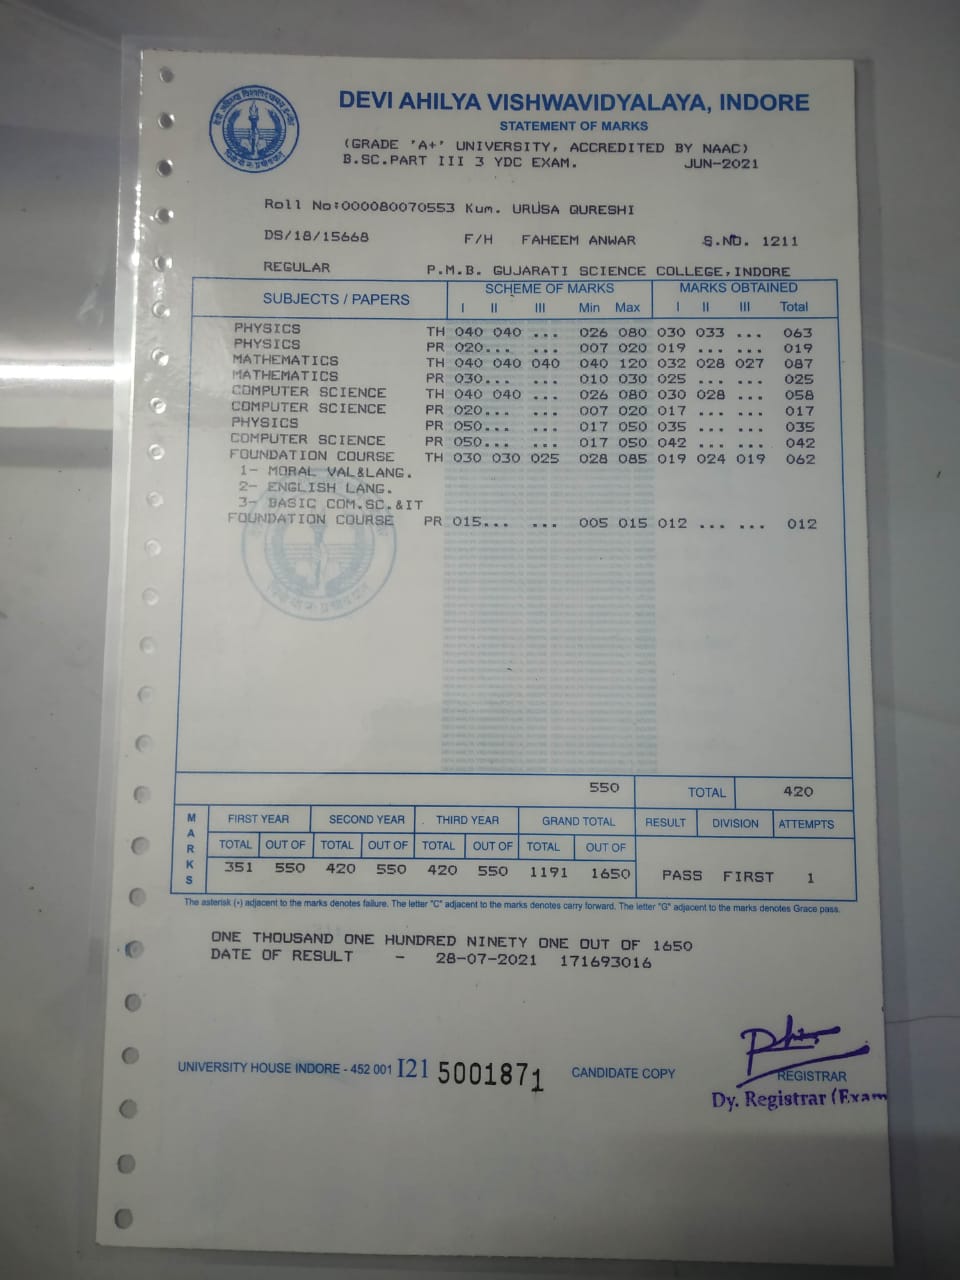 DEVI AHILYA VISHWAVIDYALAYA, INDORE
STATEMENT OF MARKS
(GRADE 'A+' UNIVERSITY, ACCREDITED BY NAAC)
B.SC.PART III 3 YDC EXAM. JUN-2021
Roll No:000080070553 Kum. URUSA QURESHI
DS/18/15668 F/H FAHEEM ANWAR S.NO. 1211
REGULAR P.M.B. GUJARATI SCIENCE COLLEGE,INDORE
SUBJECTS / PAPERS SCHEME OF MARKS MARKS OBTAINED
I II III Min Max I II III Total
PHYSICS TH 040 040 ... 026 080 030 033 ... 063
PHYSICS PR 020... ... 007 020 019 ... ... 019
MATHEMATICS TH 040 040 040 040 120 032 028 027 087
MATHEMATICS PR 030... ... 010 030 025 ... ... 025
COMPUTER SCIENCE TH 040 040 ... 026 080 030 028 ... 058
COMPUTER SCIENCE PR 020... ... 007 020 017 ... ... 017
PHYSICS PR 050... ... 017 050 035 ... ... 035
COMPUTER SCIENCE PR 050... ... 017 050 042 ... ... 042
FOUNDATION COURSE TH 030 030 025 028 085 019 024 019 062
1- MORAL VAL&LANG.
2- ENGLISH LANG.
3- BASIC COM.SC.&IT
FOUNDATION COURSE PR 015... ... 005 015 012 ... ... 012
550 TOTAL 420
MARKS FIRST YEAR SECOND YEAR THIRD YEAR GRAND TOTAL RESULT DIVISION ATTEMPTS
TOTAL OUT OF TOTAL OUT OF TOTAL OUT OF TOTAL OUT OF
351 550 420 550 420 550 1191 1650 PASS FIRST 1
The asterisk (*) adjacent to the marks denotes failure. The letter "C" adjacent to the marks denotes carry forward. The letter "G" adjacent to the marks denotes Grace pass.
ONE THOUSAND ONE HUNDRED NINETY ONE OUT OF 1650
DATE OF RESULT - 28-07-2021 171693016
UNIVERSITY HOUSE INDORE - 452 001 I21 5001871 CANDIDATE COPY REGISTRAR
Dy. Registrar (Exam